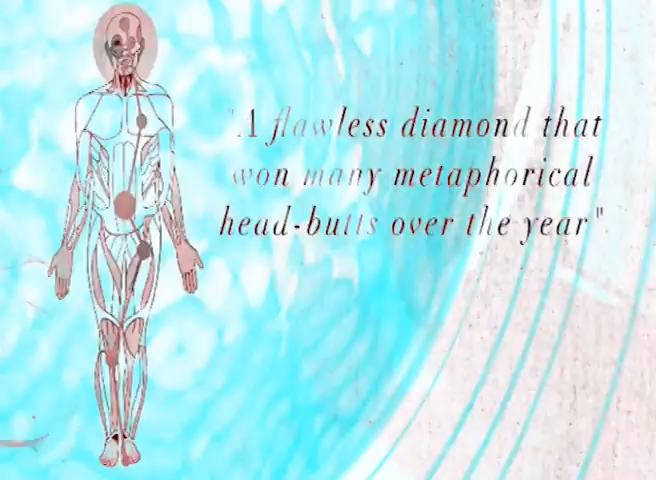 "A flawless diamond that
won many metaphorical
head-butts over the year"